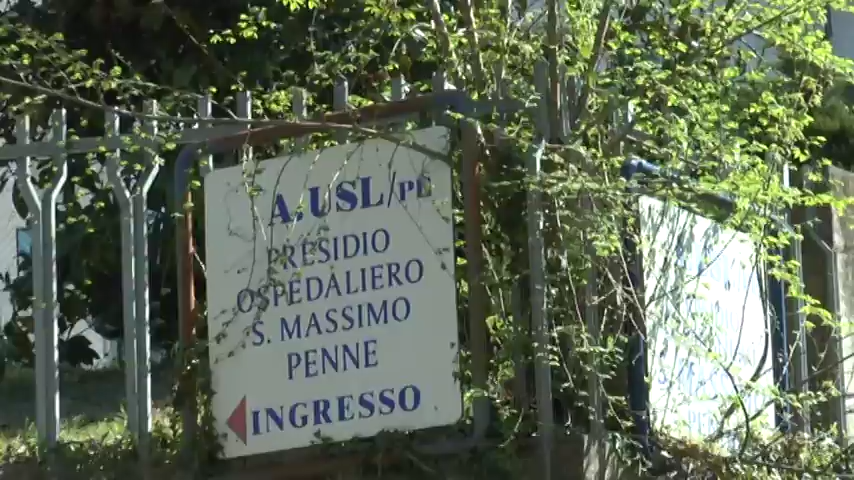 A.USL/PE
PRESIDIO
OSPEDALIERO
S. MASSIMO
PENNE
INGRESSO